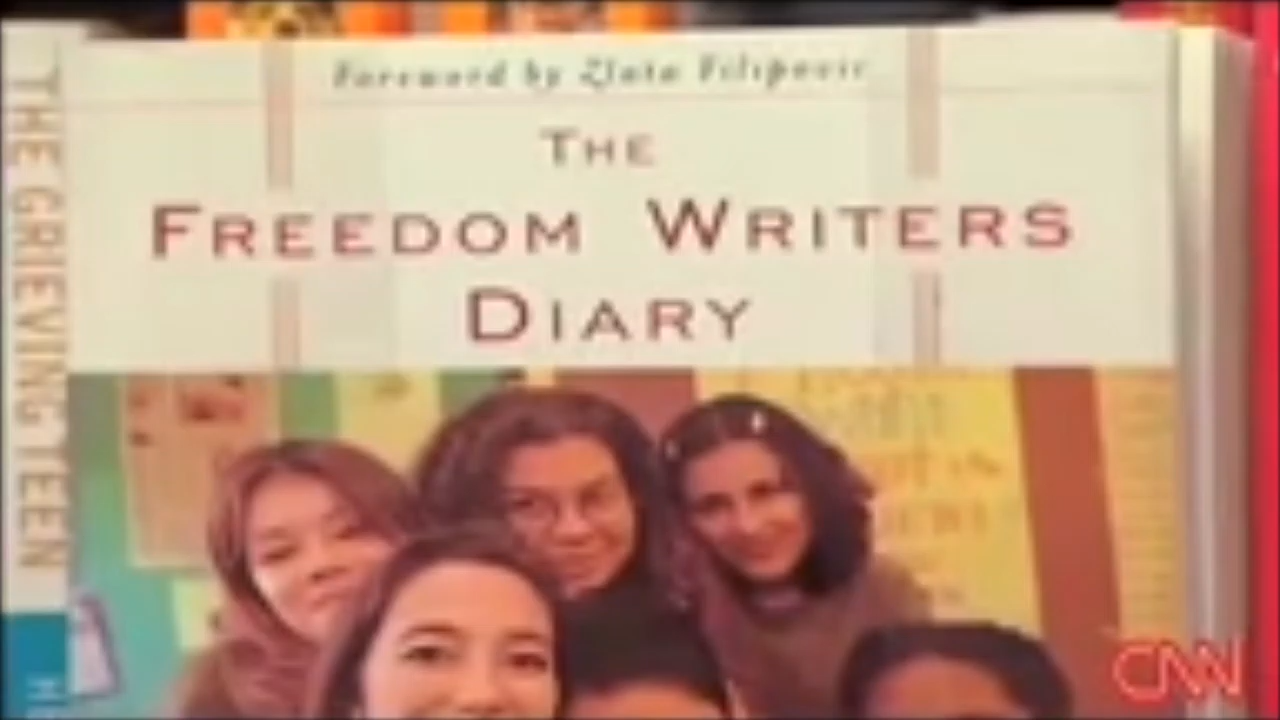 Foreword by Zlata Filipovic
THE
FREEDOM WRITERS
DIARY
THE GRIEVING TEEN
CNN